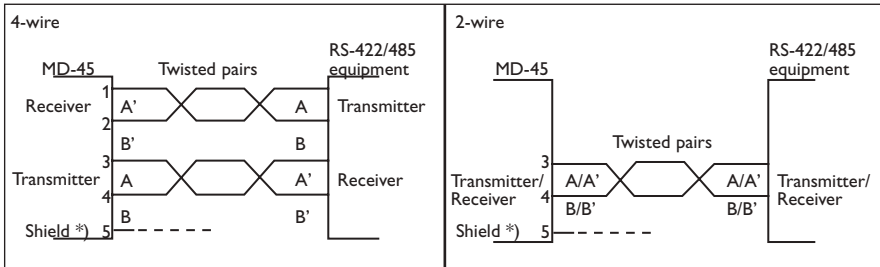 4-wire
RS-422/485
equipment
MD-45
Twisted pairs
1
Receiver
A'
A
Transmitter
2
B'
B
3
Transmitter
A
A'
Receiver
4
B
B'
Shield *)
5
2-wire
RS-422/485
equipment
MD-45
Twisted pairs
3
Transmitter/
Receiver
A/A'
A/A'
Transmitter/
Receiver
4
B/B'
B/B'
Shield *)
5